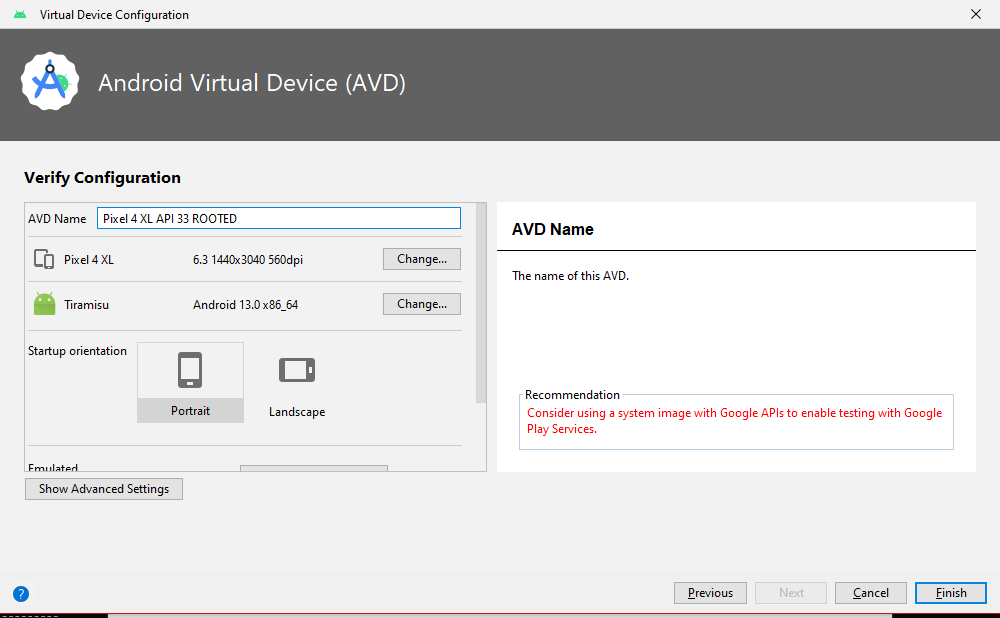 Virtual Device Configuration
Android Virtual Device (AVD)
Verify Configuration
AVD Name Pixel 4 XL API 33 ROOTED
Pixel 4 XL 6.3 1440x3040 560dpi Change...
Tiramisu Android 13.0 x86_64 Change...
Startup orientation
Portrait
Landscape
Emulated
Show Advanced Settings
AVD Name
The name of this AVD.
Recommendation
Consider using a system image with Google APIs to enable testing with Google
Play Services.
?
Previous Next Cancel Finish